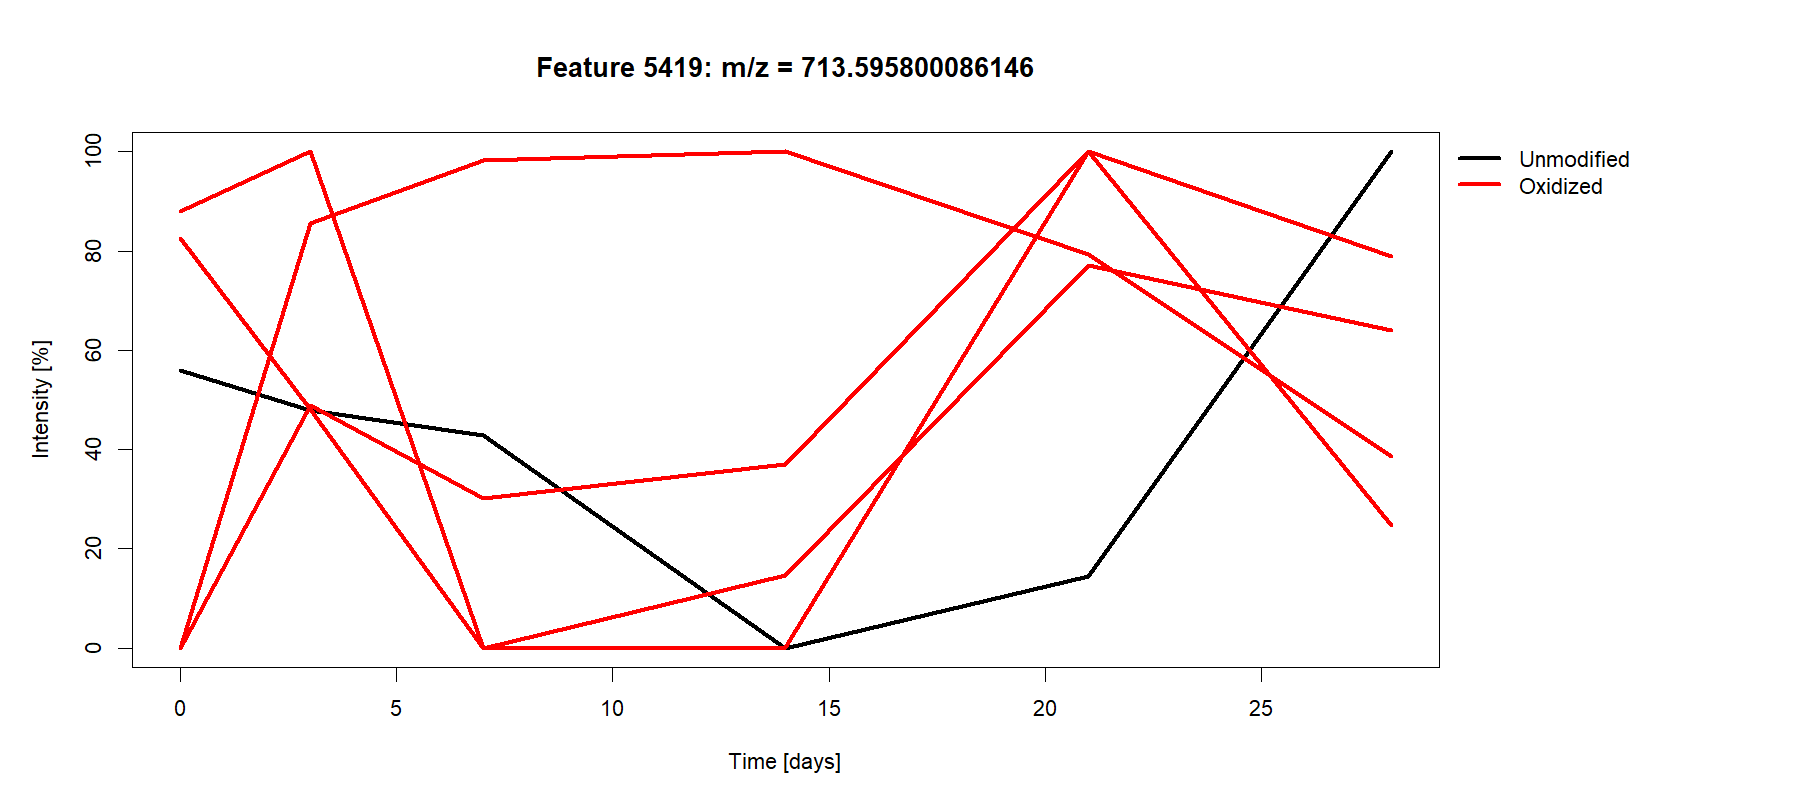 Feature 5419: m/z = 713.595800086146
Unmodified
Oxidized
Intensity [%]
100
80
60
40
20
0
0 5 10 15 20 25
Time [days]